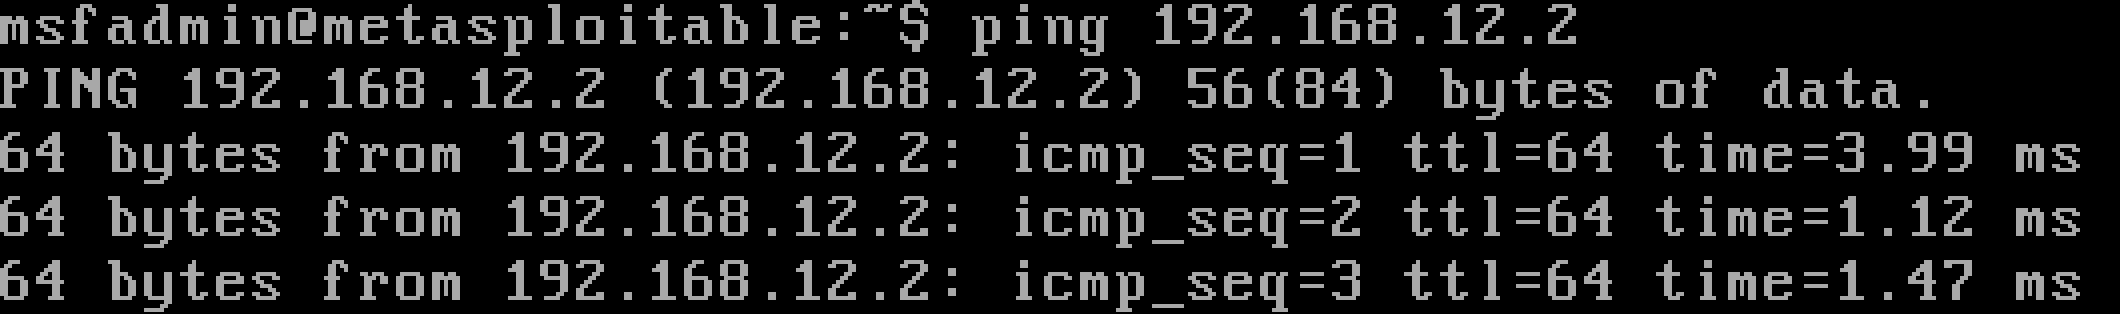 msfadmin@metasploitable:~$ ping 192.168.12.2
PING 192.168.12.2 (192.168.12.2) 56(84) bytes of data.
64 bytes from 192.168.12.2: icmp_seq=1 ttl=64 time=3.99 ms
64 bytes from 192.168.12.2: icmp_seq=2 ttl=64 time=1.12 ms
64 bytes from 192.168.12.2: icmp_seq=3 ttl=64 time=1.47 ms